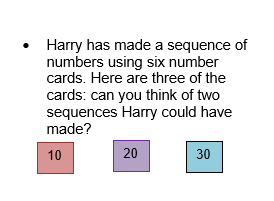 • Harry has made a sequence of
numbers using six number
cards. Here are three of the
cards: can you think of two
sequences Harry could have
made?
10 20 30